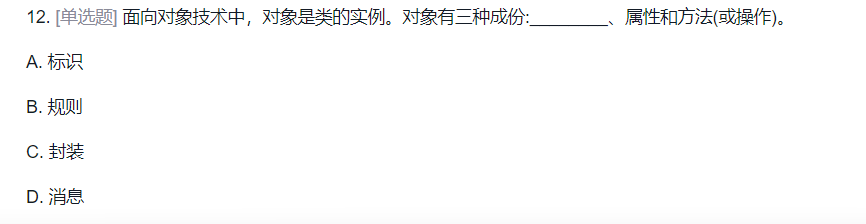 12. [单选题] 面向对象技术中，对象是类的实例。对象有三种成份:________、属性和方法(或操作)。
A. 标识
B. 规则
C. 封装
D. 消息